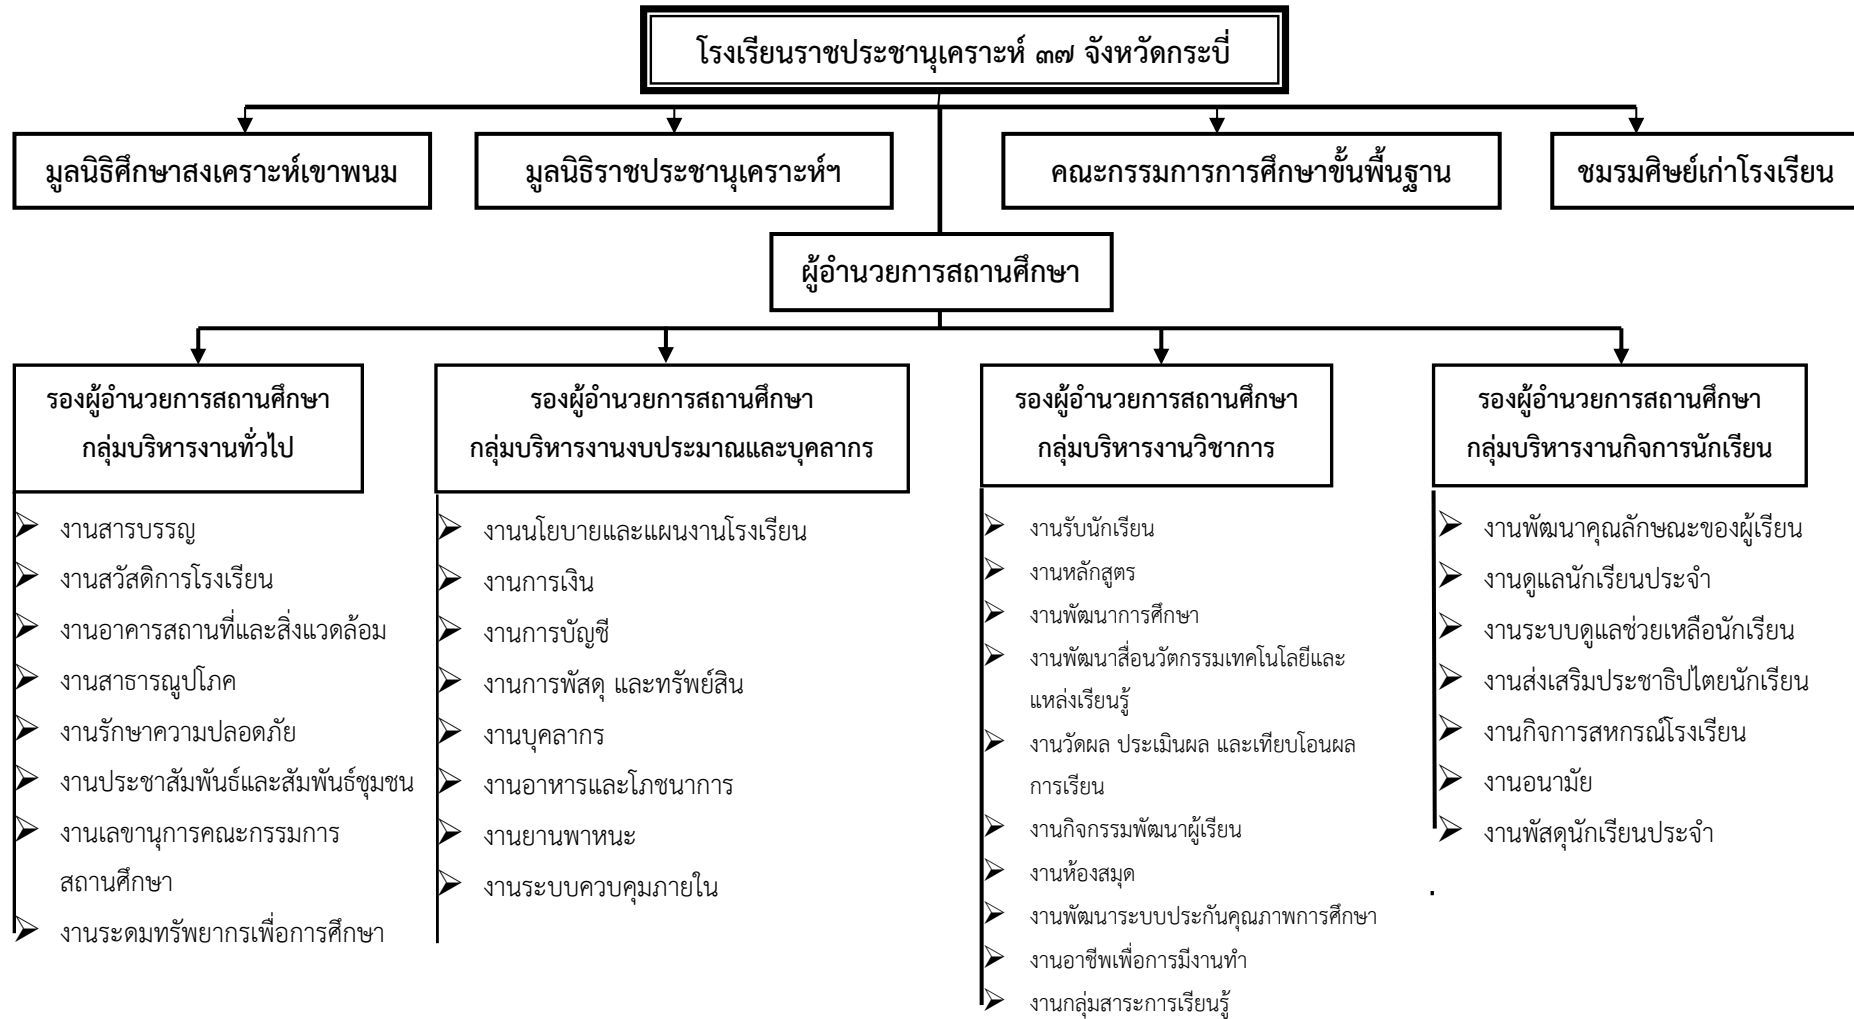 โรงเรียนราชประชานุเคราะห์ ๓๗ จังหวัดกระบี่
มูลนิธิศึกษาสงเคราะห์เขาพนม
มูลนิธิราชประชานุเคราะห์ฯ
คณะกรรมการการศึกษาขั้นพื้นฐาน
ชมรมศิษย์เก่าโรงเรียน
ผู้อำนวยการสถานศึกษา
รองผู้อำนวยการสถานศึกษา
กลุ่มบริหารงานทั่วไป
งานสารบรรญ
งานสวัสดิการโรงเรียน
งานอาคารสถานที่และสิ่งแวดล้อม
งานสาธารณูปโภค
งานรักษาความปลอดภัย
งานประชาสัมพันธ์และสัมพันธ์ชุมชน
งานเลขานุการคณะกรรมการ
สถานศึกษา
งานระดมทรัพยากรเพื่อการศึกษา
รองผู้อำนวยการสถานศึกษา
กลุ่มบริหารงานงบประมาณและบุคลากร
งานนโยบายและแผนงานโรงเรียน
งานการเงิน
งานการบัญชี
งานการพัสดุ และทรัพย์สิน
งานบุคลากร
งานอาหารและโภชนาการ
งานยานพาหนะ
งานระบบควบคุมภายใน
รองผู้อำนวยการสถานศึกษา
กลุ่มบริหารงานวิชาการ
งานรับนักเรียน
งานหลักสูตร
งานพัฒนาการศึกษา
งานพัฒนาสื่อนวัตกรรมเทคโนโลยีและ
แหล่งเรียนรู้
งานวัดผล ประเมินผล และเทียบโอนผล
การเรียน
งานกิจกรรมพัฒนาผู้เรียน
งานห้องสมุด
งานพัฒนาระบบประกันคุณภาพการศึกษา
งานอาชีพเพื่อการมีงานทำ
งานกลุ่มสาระการเรียนรู้
รองผู้อำนวยการสถานศึกษา
กลุ่มบริหารงานกิจการนักเรียน
งานพัฒนาคุณลักษณะของผู้เรียน
งานดูแลนักเรียนประจำ
งานระบบดูแลช่วยเหลือนักเรียน
งานส่งเสริมประชาธิปไตยนักเรียน
งานกิจการสหกรณ์โรงเรียน
งานอนามัย
งานพัสดุนักเรียนประจำ